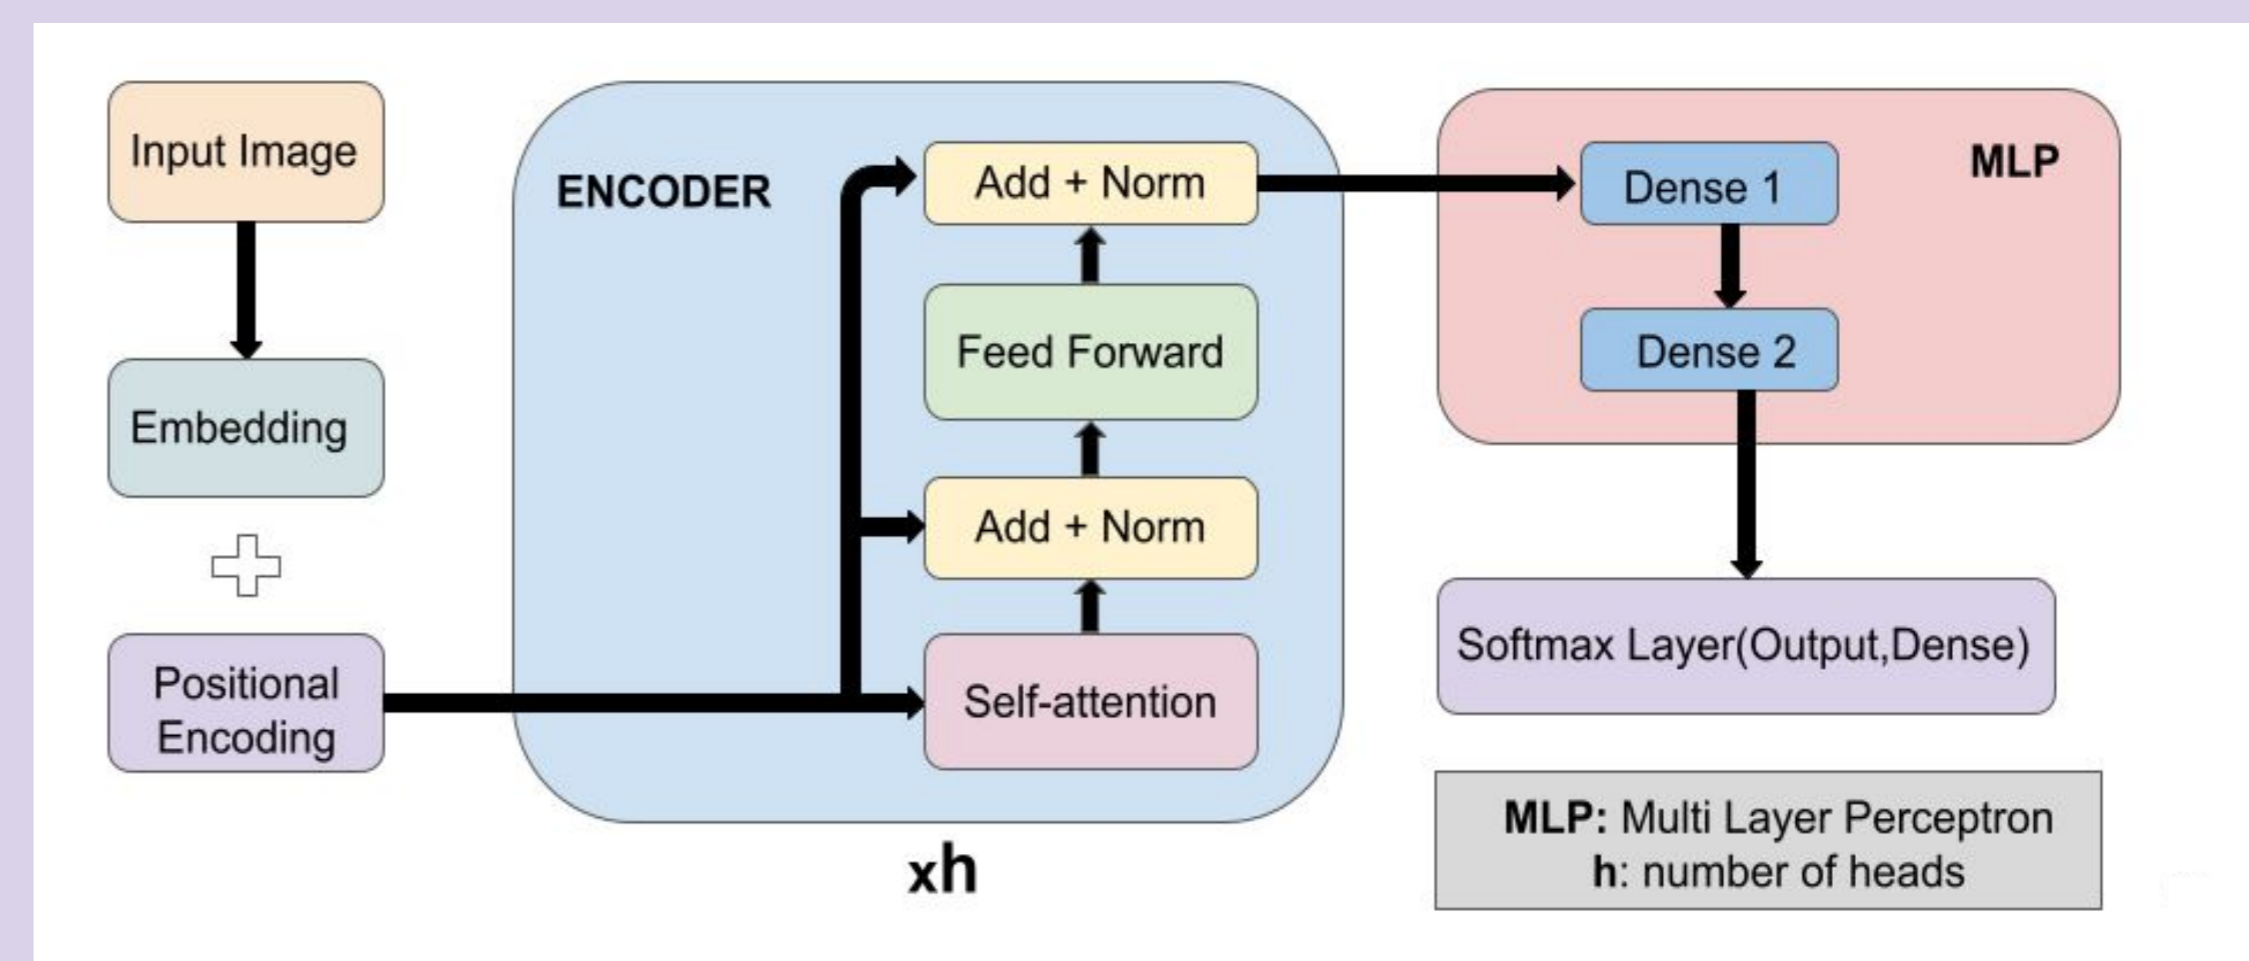 Input Image
Embedding
Positional
Encoding
ENCODER
Add + Norm
Feed Forward
Add + Norm
Self-attention
xh
MLP
Dense 1
Dense 2
Softmax Layer(Output,Dense)
MLP: Multi Layer Perceptron
h: number of heads